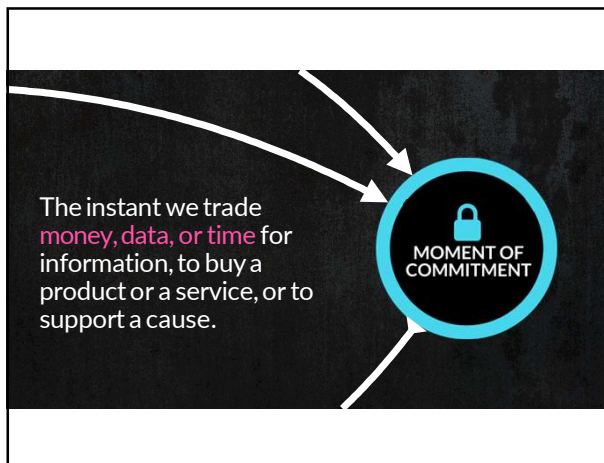 The instant we trade
money, data, or time for
information, to buy a
product or a service, or to
support a cause.
MOMENT OF
COMMITMENT